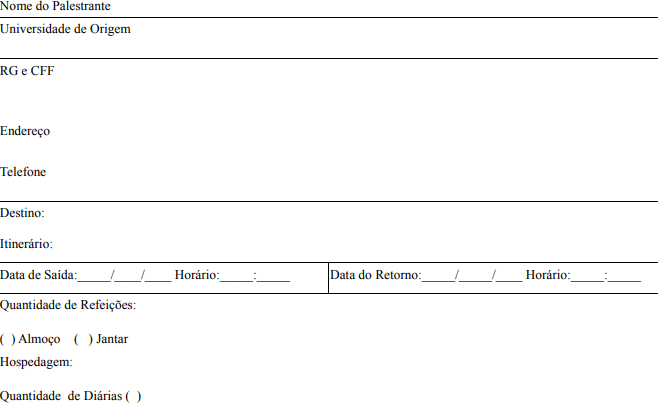 Nome do Palestrante
Universidade de Origem
RG e CFF
Endereço
Telefone
Destino:
Itinerário:
Data de Saída:_____/____/____ Horário:_____:_____ Data do Retorno:_____/_____/____ Horário:_____:_____
Quantidade de Refeições:
( ) Almoço ( ) Jantar
Hospedagem:
Quantidade de Diárias ( )